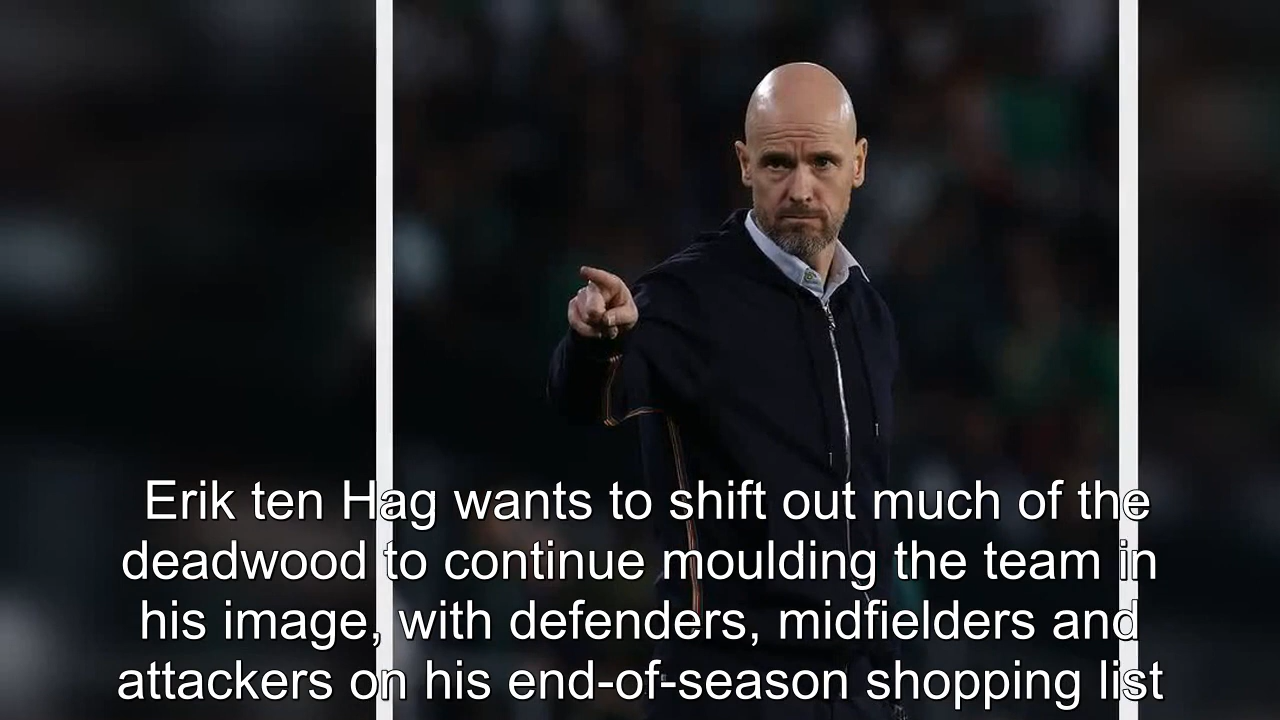 Erik ten Hag wants to shift out much of the
deadwood to continue moulding the team in
his image, with defenders, midfielders and
attackers on his end-of-season shopping list